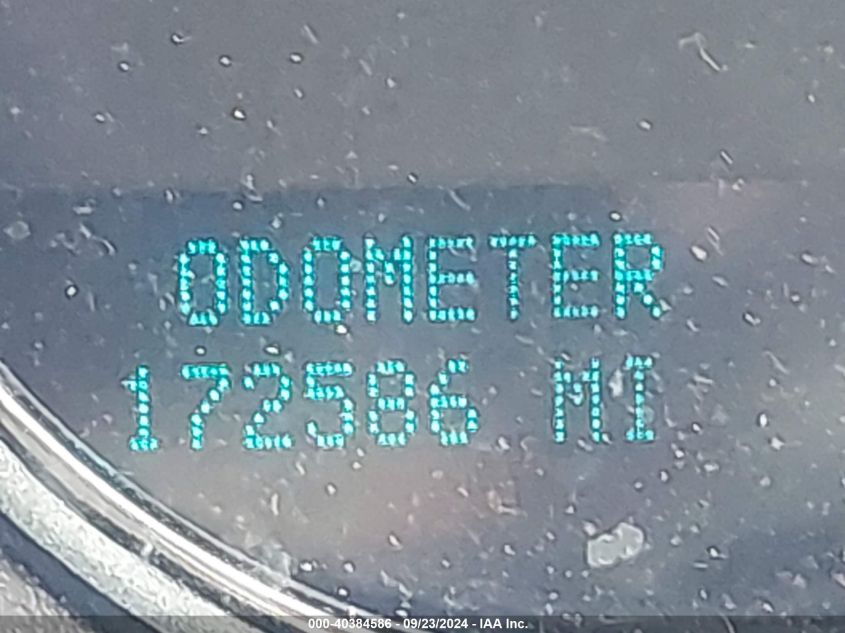 ODOMETER
172586 MI
000-40384586 - 09/23/2024 - IAA Inc.